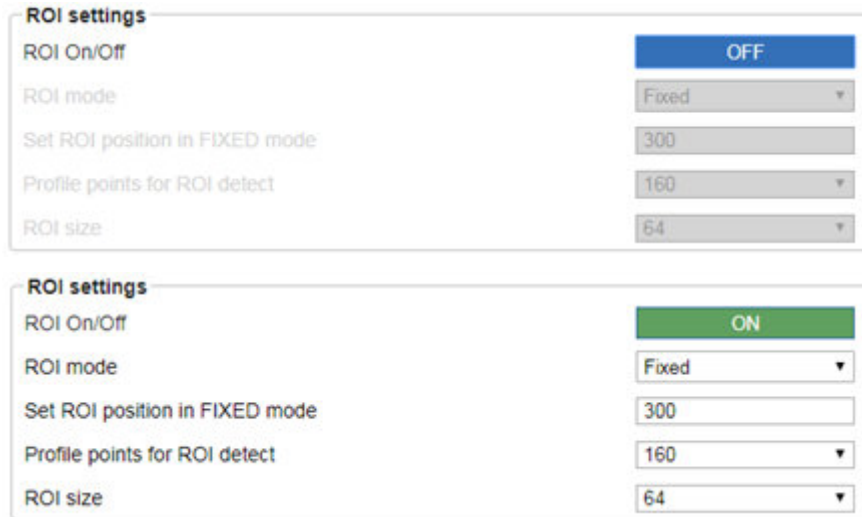 ROI settings
ROI On/Off OFF
ROI mode Fixed
Set ROI position in FIXED mode 300
Profile points for ROI detect 160
ROI size 64
ROI settings
ROI On/Off ON
ROI mode Fixed
Set ROI position in FIXED mode 300
Profile points for ROI detect 160
ROI size 64